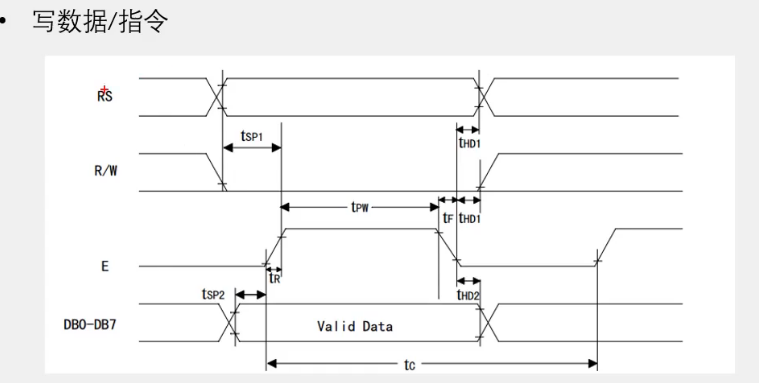 • 写数据/指令
RS
tSP1
tHD1
R/W
tPW
tF tHD1
E
tR
tSP2
tHD2
DB0-DB7
Valid Data
tC